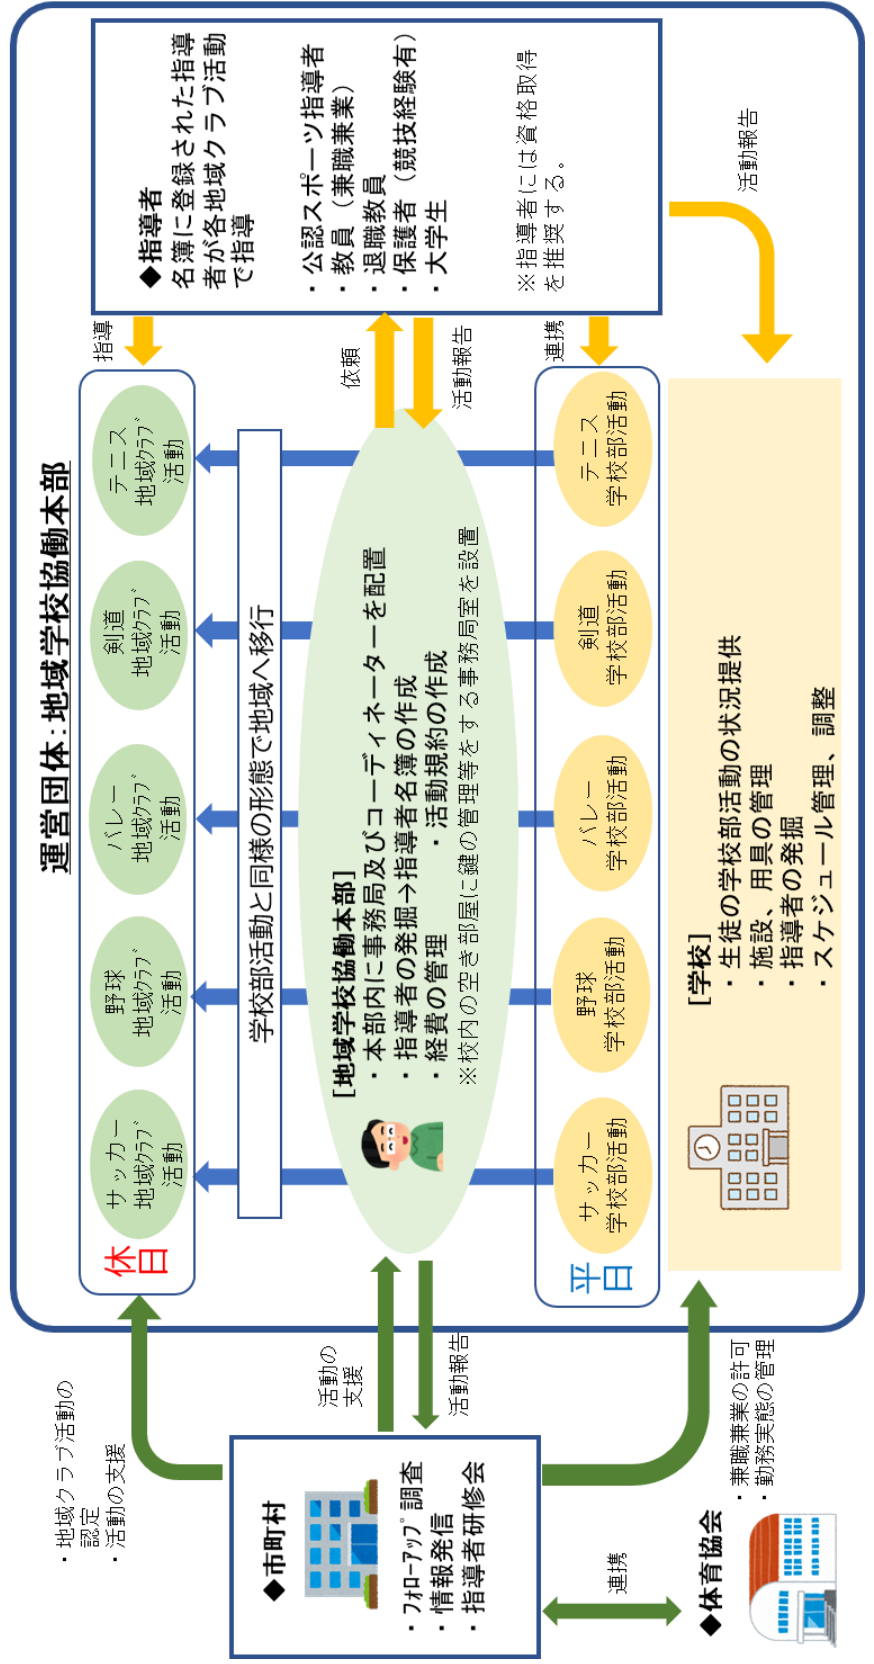 運営団体：地域学校協働本部
・地域クラブ活動の
認定
・活動の支援
◆市町村
・ﾌｫﾛｰｱｯﾌﾟ調査
・情報発信
・指導者研修会
連携
◆体育協会
・兼職兼業の許可
・勤務実態の管理
活動の
支援
活動報告
休
日
サッカー
地域ｸﾗﾌﾞ
活動
野球
地域ｸﾗﾌﾞ
活動
バレー
地域ｸﾗﾌﾞ
活動
剣道
地域ｸﾗﾌﾞ
活動
テニス
地域ｸﾗﾌﾞ
活動
学校部活動と同様の形態で地域へ移行
[地域学校協働本部]
・本部内に事務局及びコーディネーターを配置
・指導者の発掘→指導者名簿の作成
・経費の管理　・活動規約の作成
※校内の空き部屋に鍵の管理等をする事務局室を設置
平
日
サッカー
学校部活動
野球
学校部活動
バレー
学校部活動
剣道
学校部活動
テニス
学校部活動
[学校]
・生徒の学校部活動の状況提供
・施設、用具の管理
・指導者の発掘
・スケジュール管理、調整
指導
依頼
活動報告
連携
◆指導者
名簿に登録された指導
者が各地域クラブ活動
で指導
・公認スポーツ指導者
・教員（兼職兼業）
・退職教員
・保護者（競技経験有）
・大学生
※指導者には資格取得
を推奨する。
活動報告